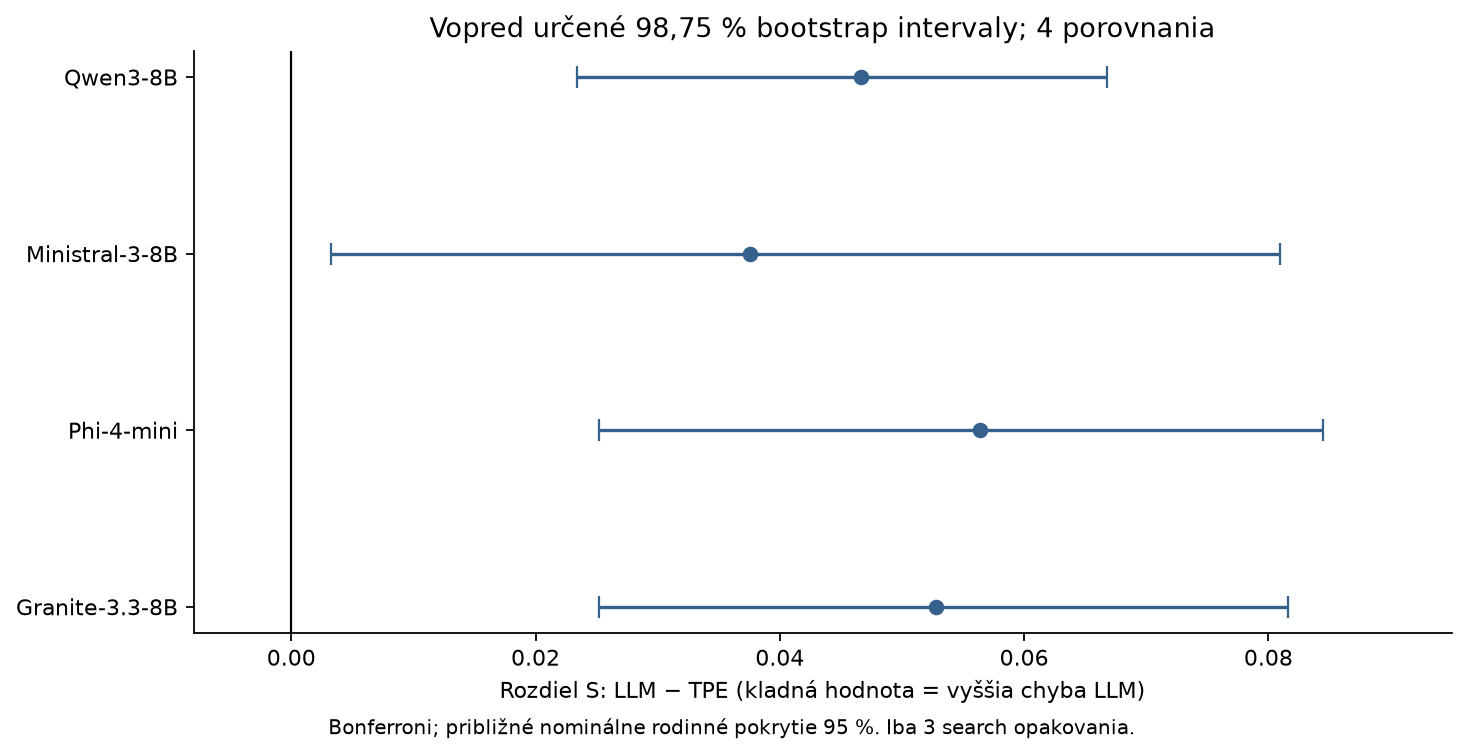 Vopred určené 98,75 % bootstrap intervaly; 4 porovnania
Qwen3-8B
Ministral-3-8B
Phi-4-mini
Granite-3.3-8B
0.00 0.02 0.04 0.06 0.08
Rozdiel S: LLM − TPE (kladná hodnota = vyššia chyba LLM)
Bonferroni; približné nominálne rodinné pokrytie 95 %. Iba 3 search opakovania.